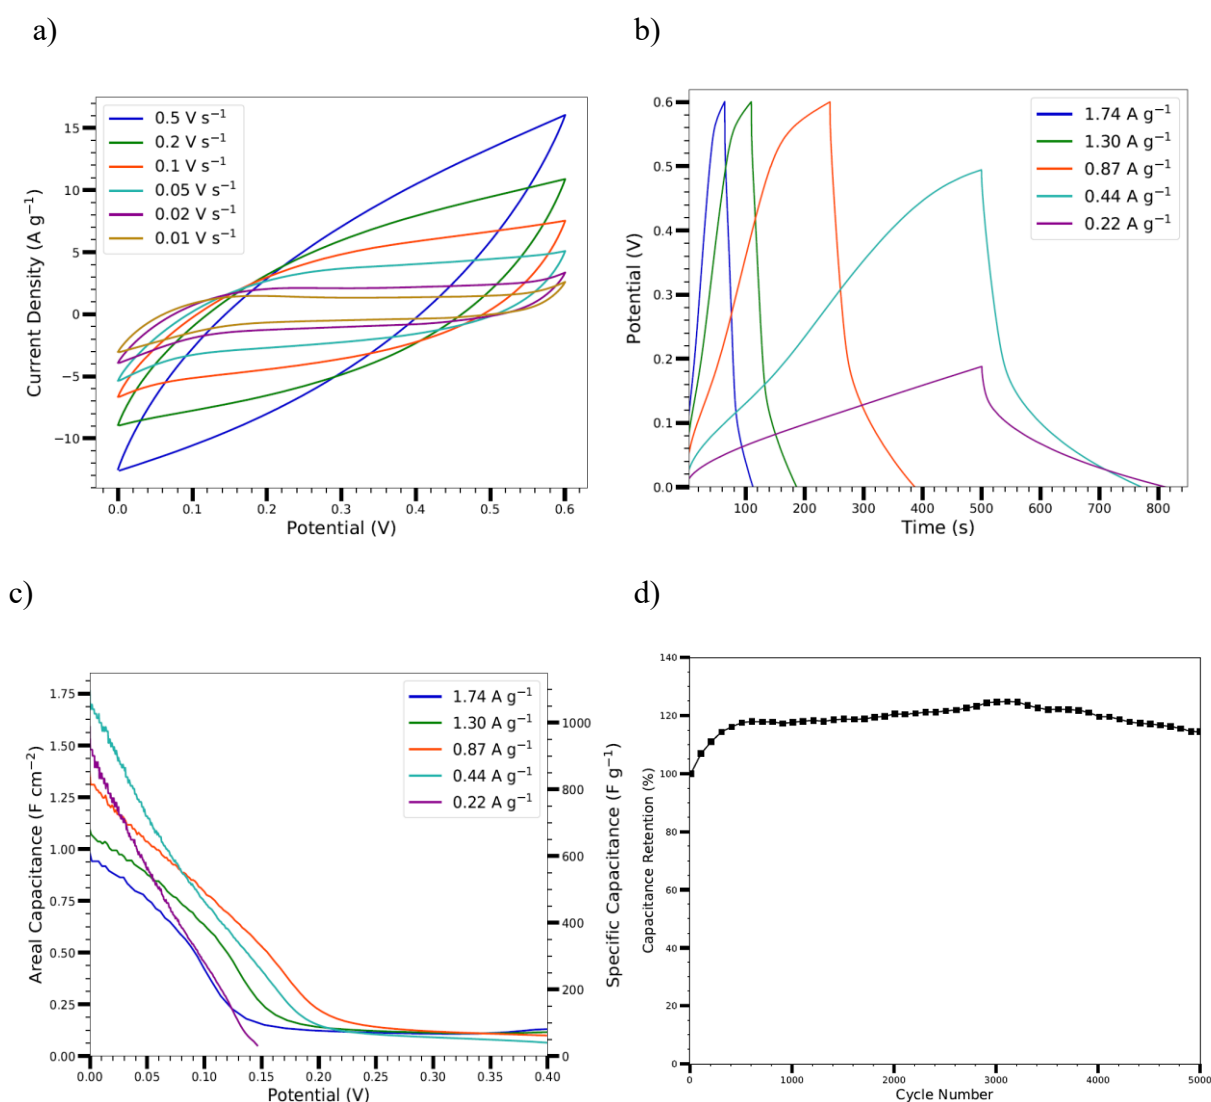 a)
0.5 V s⁻¹
0.2 V s⁻¹
0.1 V s⁻¹
0.05 V s⁻¹
0.02 V s⁻¹
0.01 V s⁻¹
15
10
5
0
−5
−10
Current Density (A g⁻¹)
0.0 0.1 0.2 0.3 0.4 0.5 0.6
Potential (V)
b)
1.74 A g⁻¹
1.30 A g⁻¹
0.87 A g⁻¹
0.44 A g⁻¹
0.22 A g⁻¹
0.6
0.5
0.4
0.3
0.2
0.1
0.0
Potential (V)
100 200 300 400 500 600 700 800
Time (s)
c)
1.74 A g⁻¹
1.30 A g⁻¹
0.87 A g⁻¹
0.44 A g⁻¹
0.22 A g⁻¹
1.75
1.50
1.25
1.00
0.75
0.50
0.25
0.00
Areal Capacitance (F cm⁻²)
1000
800
600
400
200
0
Specific Capacitance (F g⁻¹)
0.00 0.05 0.10 0.15 0.20 0.25 0.30 0.35 0.40
Potential (V)
d)
140
120
100
80
60
40
20
0
Capacitance Retention (%)
0 1000 2000 3000 4000 5000
Cycle Number